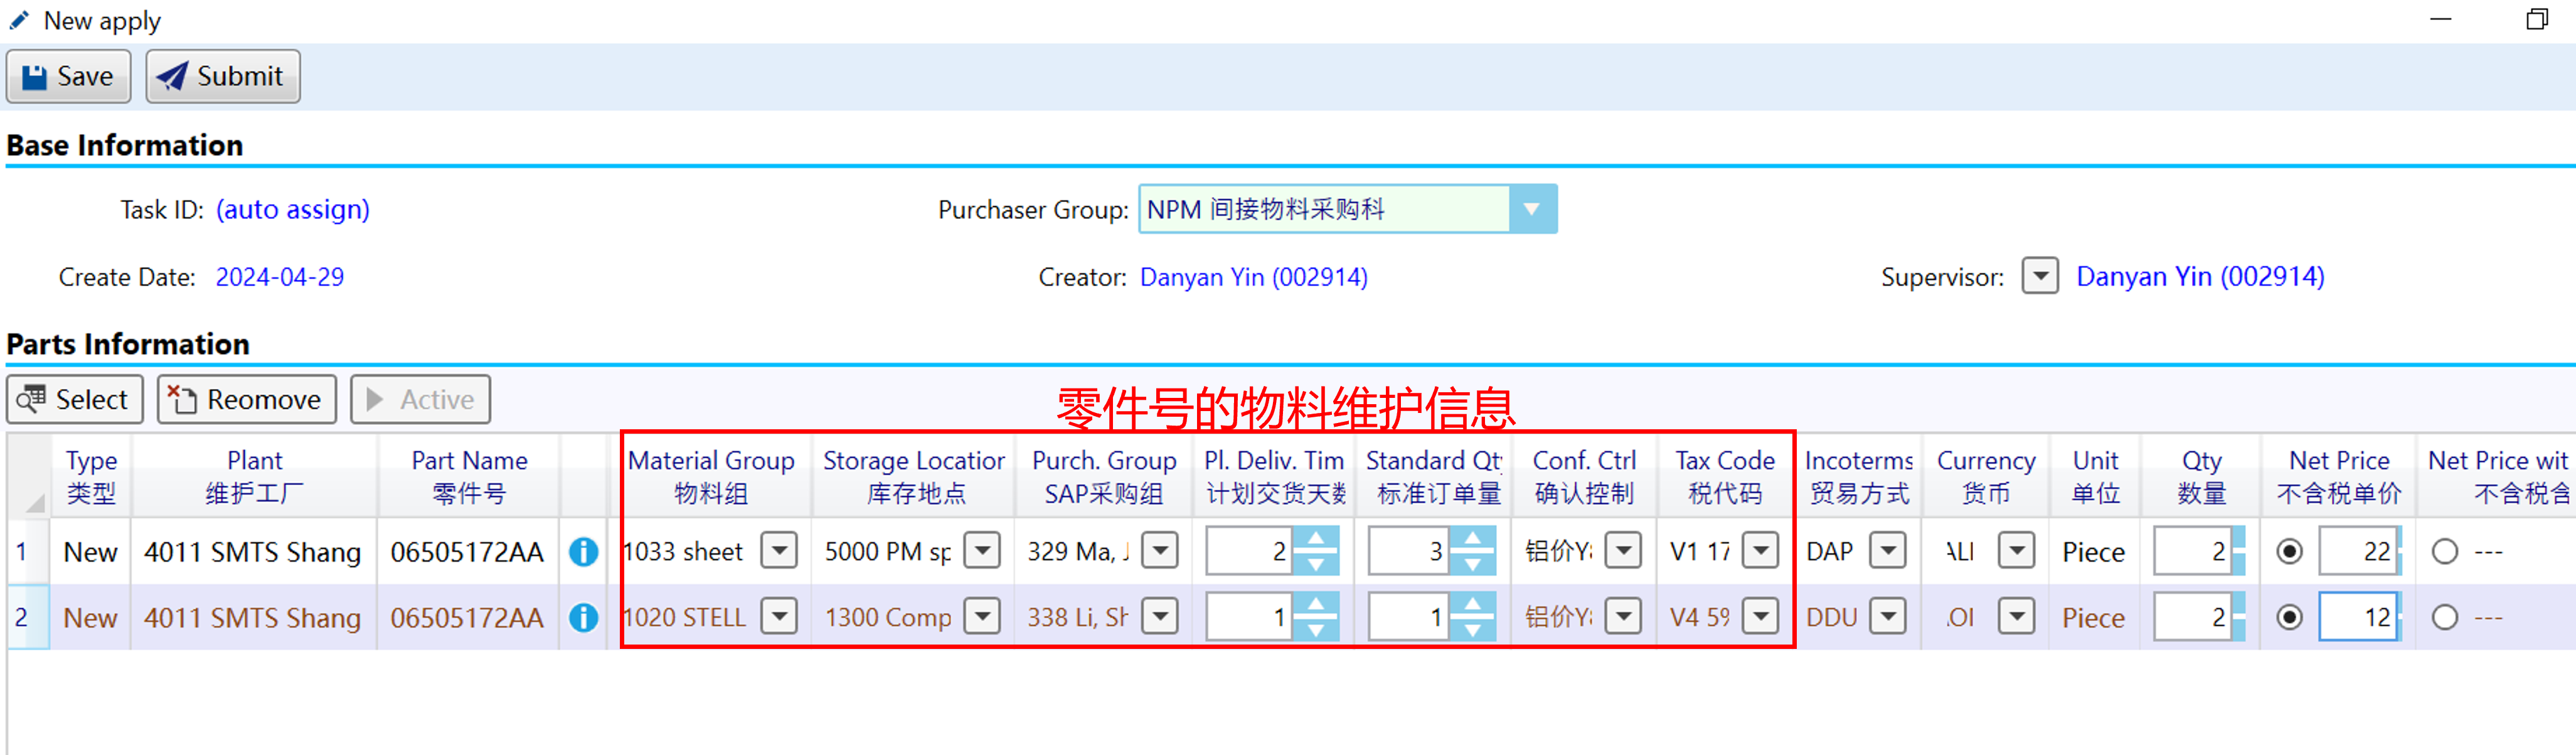 New apply
Save Submit
Base Information
Task ID: (auto assign) Purchaser Group: NPM 间接物料采购科
Create Date: 2024-04-29 Creator: Danyan Yin (002914) Supervisor: Danyan Yin (002914)
Parts Information
Select Reomove Active
零件号的物料维护信息
Type Plant Part Name Material Group Storage Location Purch. Group Pl. Deliv. Tim Standard Qty Conf. Ctrl Tax Code Incoterms Currency Unit Qty Net Price Net Price wit
类型 维护工厂 零件号 物料组 库存地点 SAP采购组 计划交货天数 标准订单量 确认控制 税代码 贸易方式 货币 单位 数量 不含税单价 不含税含
1 New 4011 SMTS Shang 06505172AA 1033 sheet 5000 PM sp 329 Ma, J 2 3 铝价Y V1 17 DAP ALI Piece 2 22 ---
2 New 4011 SMTS Shang 06505172AA 1020 STELL 1300 Comp 338 Li, Sh 1 1 铝价Y V4 5% DDU OI Piece 2 12 ---